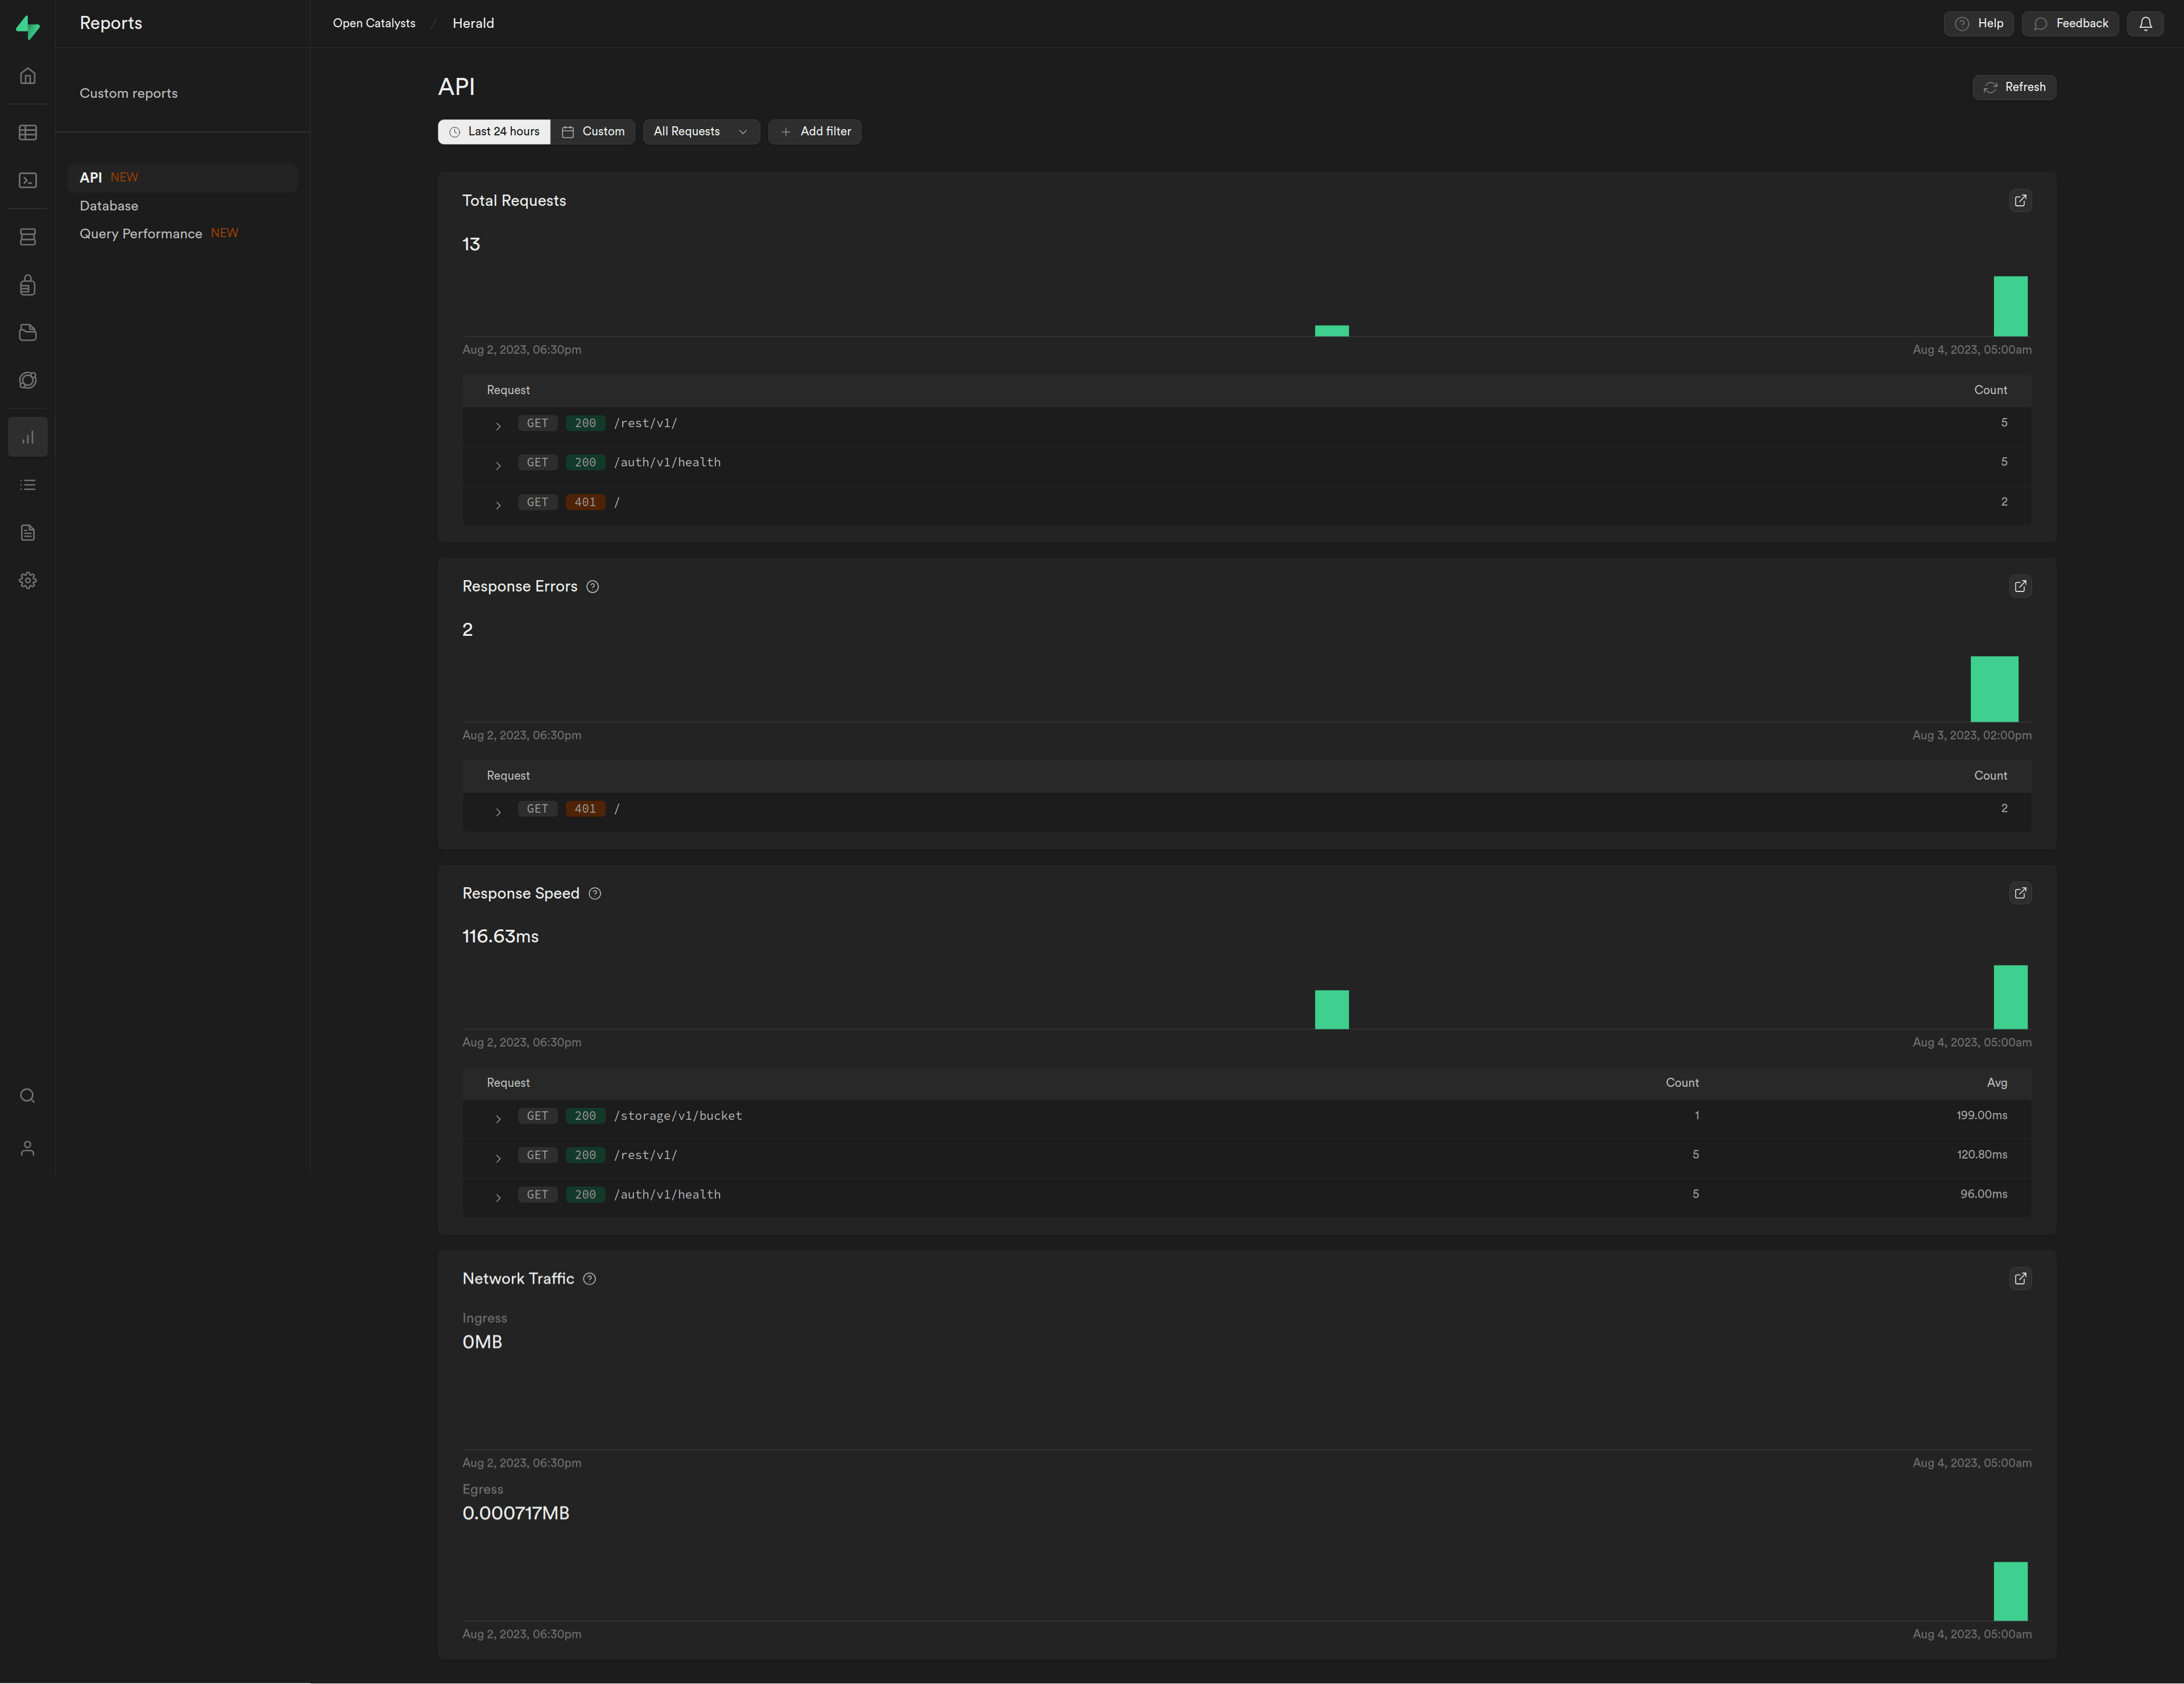 Reports
Open Catalysts / Herald
Help
Feedback
Custom reports
API NEW
Database
Query Performance NEW
API
Refresh
Last 24 hours
Custom
All Requests
Add filter
Total Requests
13
Aug 2, 2023, 06:30pm
Aug 4, 2023, 05:00am
Request Count
GET 200 /rest/v1/ 5
GET 200 /auth/v1/health 5
GET 401 / 2
Response Errors
2
Aug 2, 2023, 06:30pm
Aug 3, 2023, 02:00pm
Request Count
GET 401 / 2
Response Speed
116.63ms
Aug 2, 2023, 06:30pm
Aug 4, 2023, 05:00am
Request Count Avg
GET 200 /storage/v1/bucket 1 199.00ms
GET 200 /rest/v1/ 5 120.80ms
GET 200 /auth/v1/health 5 96.00ms
Network Traffic
Ingress
0MB
Aug 2, 2023, 06:30pm
Aug 4, 2023, 05:00am
Egress
0.000717MB
Aug 2, 2023, 06:30pm
Aug 4, 2023, 05:00am